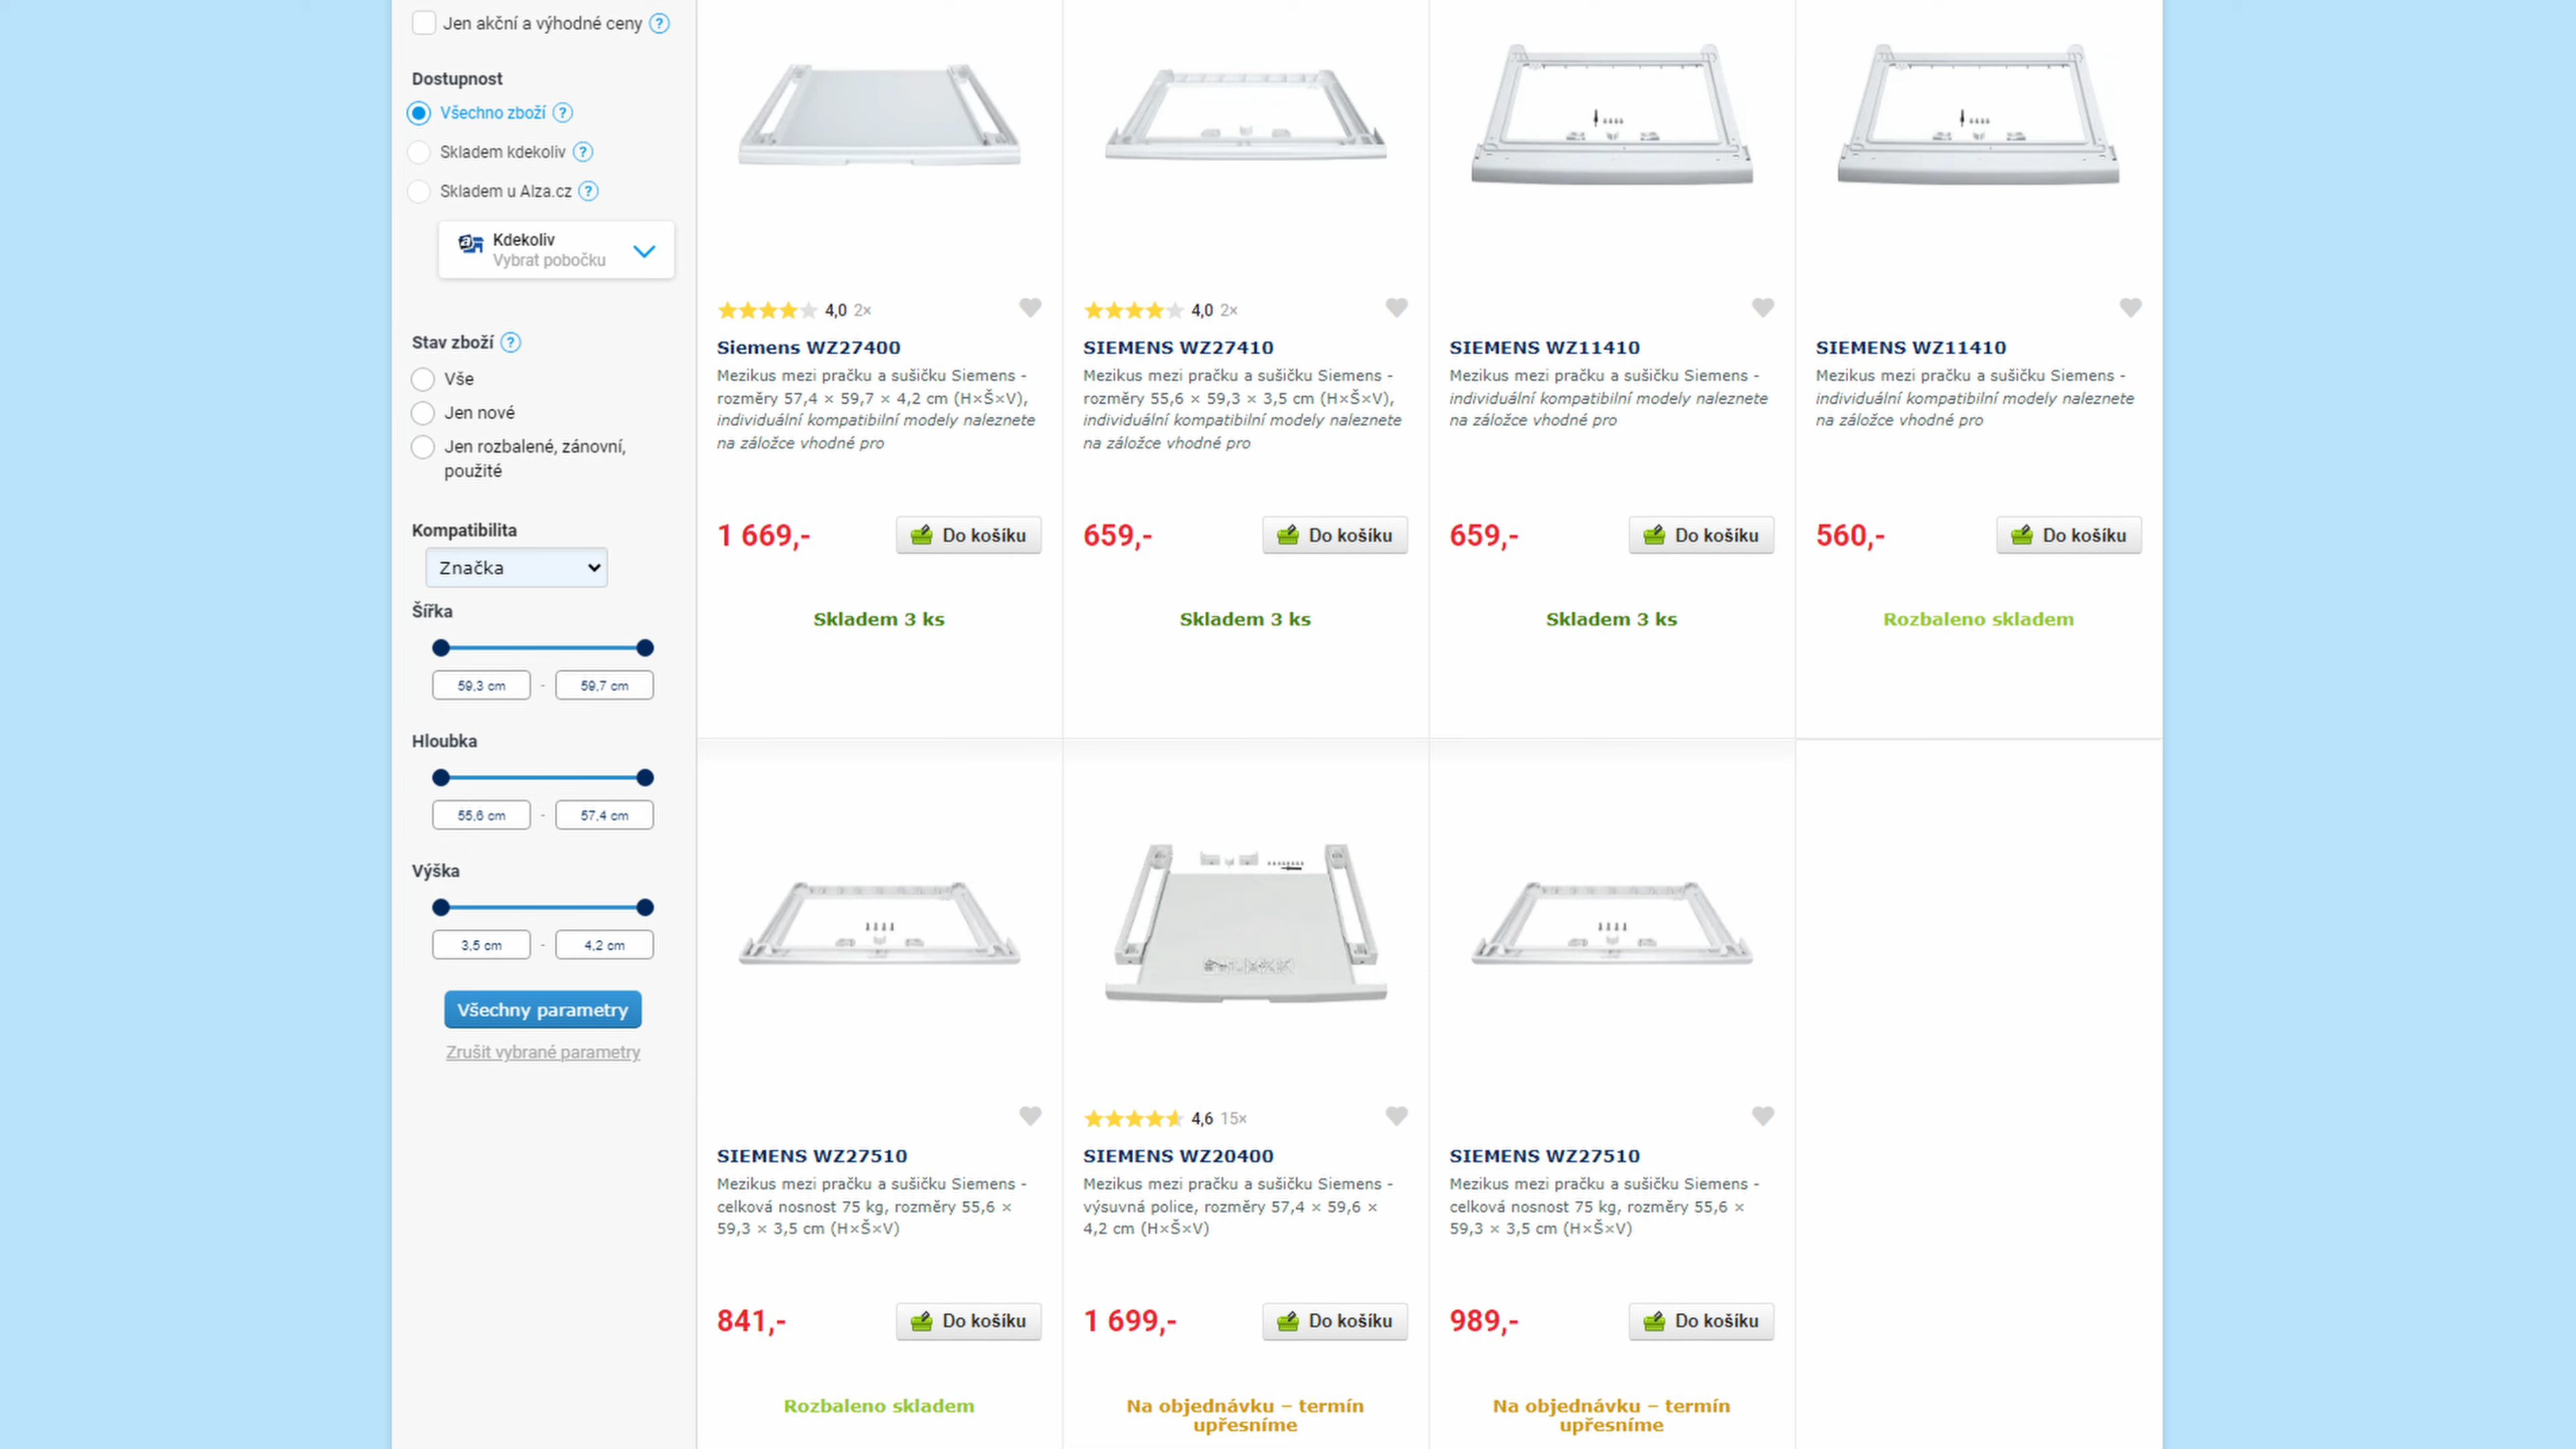 Jen akční a výhodné ceny ?
Dostupnost
Všechno zboží ?
Skladem kdekoliv ?
Skladem u Alza.cz ?
Kdekoliv
Vybrat pobočku
Stav zboží ?
Vše
Jen nové
Jen rozbalené, zánovní,
použité
Kompatibilita
Značka
Šířka
59,3 cm - 59,7 cm
Hloubka
55,6 cm - 57,4 cm
Výška
3,5 cm - 4,2 cm
Všechny parametry
Zrušit vybrané parametry
4,0 2×
Siemens WZ27400
Mezikus mezi pračku a sušičku Siemens -
rozměry 57,4 × 59,7 × 4,2 cm (H×Š×V),
individuální kompatibilní modely naleznete
na záložce vhodné pro
1 669,- Do košíku
Skladem 3 ks
4,0 2×
SIEMENS WZ27410
Mezikus mezi pračku a sušičku Siemens -
rozměry 55,6 × 59,3 × 3,5 cm (H×Š×V),
individuální kompatibilní modely naleznete
na záložce vhodné pro
659,- Do košíku
Skladem 3 ks
SIEMENS WZ11410
Mezikus mezi pračku a sušičku Siemens -
individuální kompatibilní modely naleznete
na záložce vhodné pro
659,- Do košíku
Skladem 3 ks
SIEMENS WZ11410
Mezikus mezi pračku a sušičku Siemens -
individuální kompatibilní modely naleznete
na záložce vhodné pro
560,- Do košíku
Rozbaleno skladem
SIEMENS WZ27510
Mezikus mezi pračku a sušičku Siemens -
celková nosnost 75 kg, rozměry 55,6 ×
59,3 × 3,5 cm (H×Š×V)
841,- Do košíku
Rozbaleno skladem
4,6 15×
SIEMENS WZ20400
Mezikus mezi pračku a sušičku Siemens -
výsuvná police, rozměry 57,4 × 59,6 ×
4,2 cm (H×Š×V)
1 699,- Do košíku
Na objednávku – termín
upřesníme
SIEMENS WZ27510
Mezikus mezi pračku a sušičku Siemens -
celková nosnost 75 kg, rozměry 55,6 ×
59,3 × 3,5 cm (H×Š×V)
989,- Do košíku
Na objednávku – termín
upřesníme